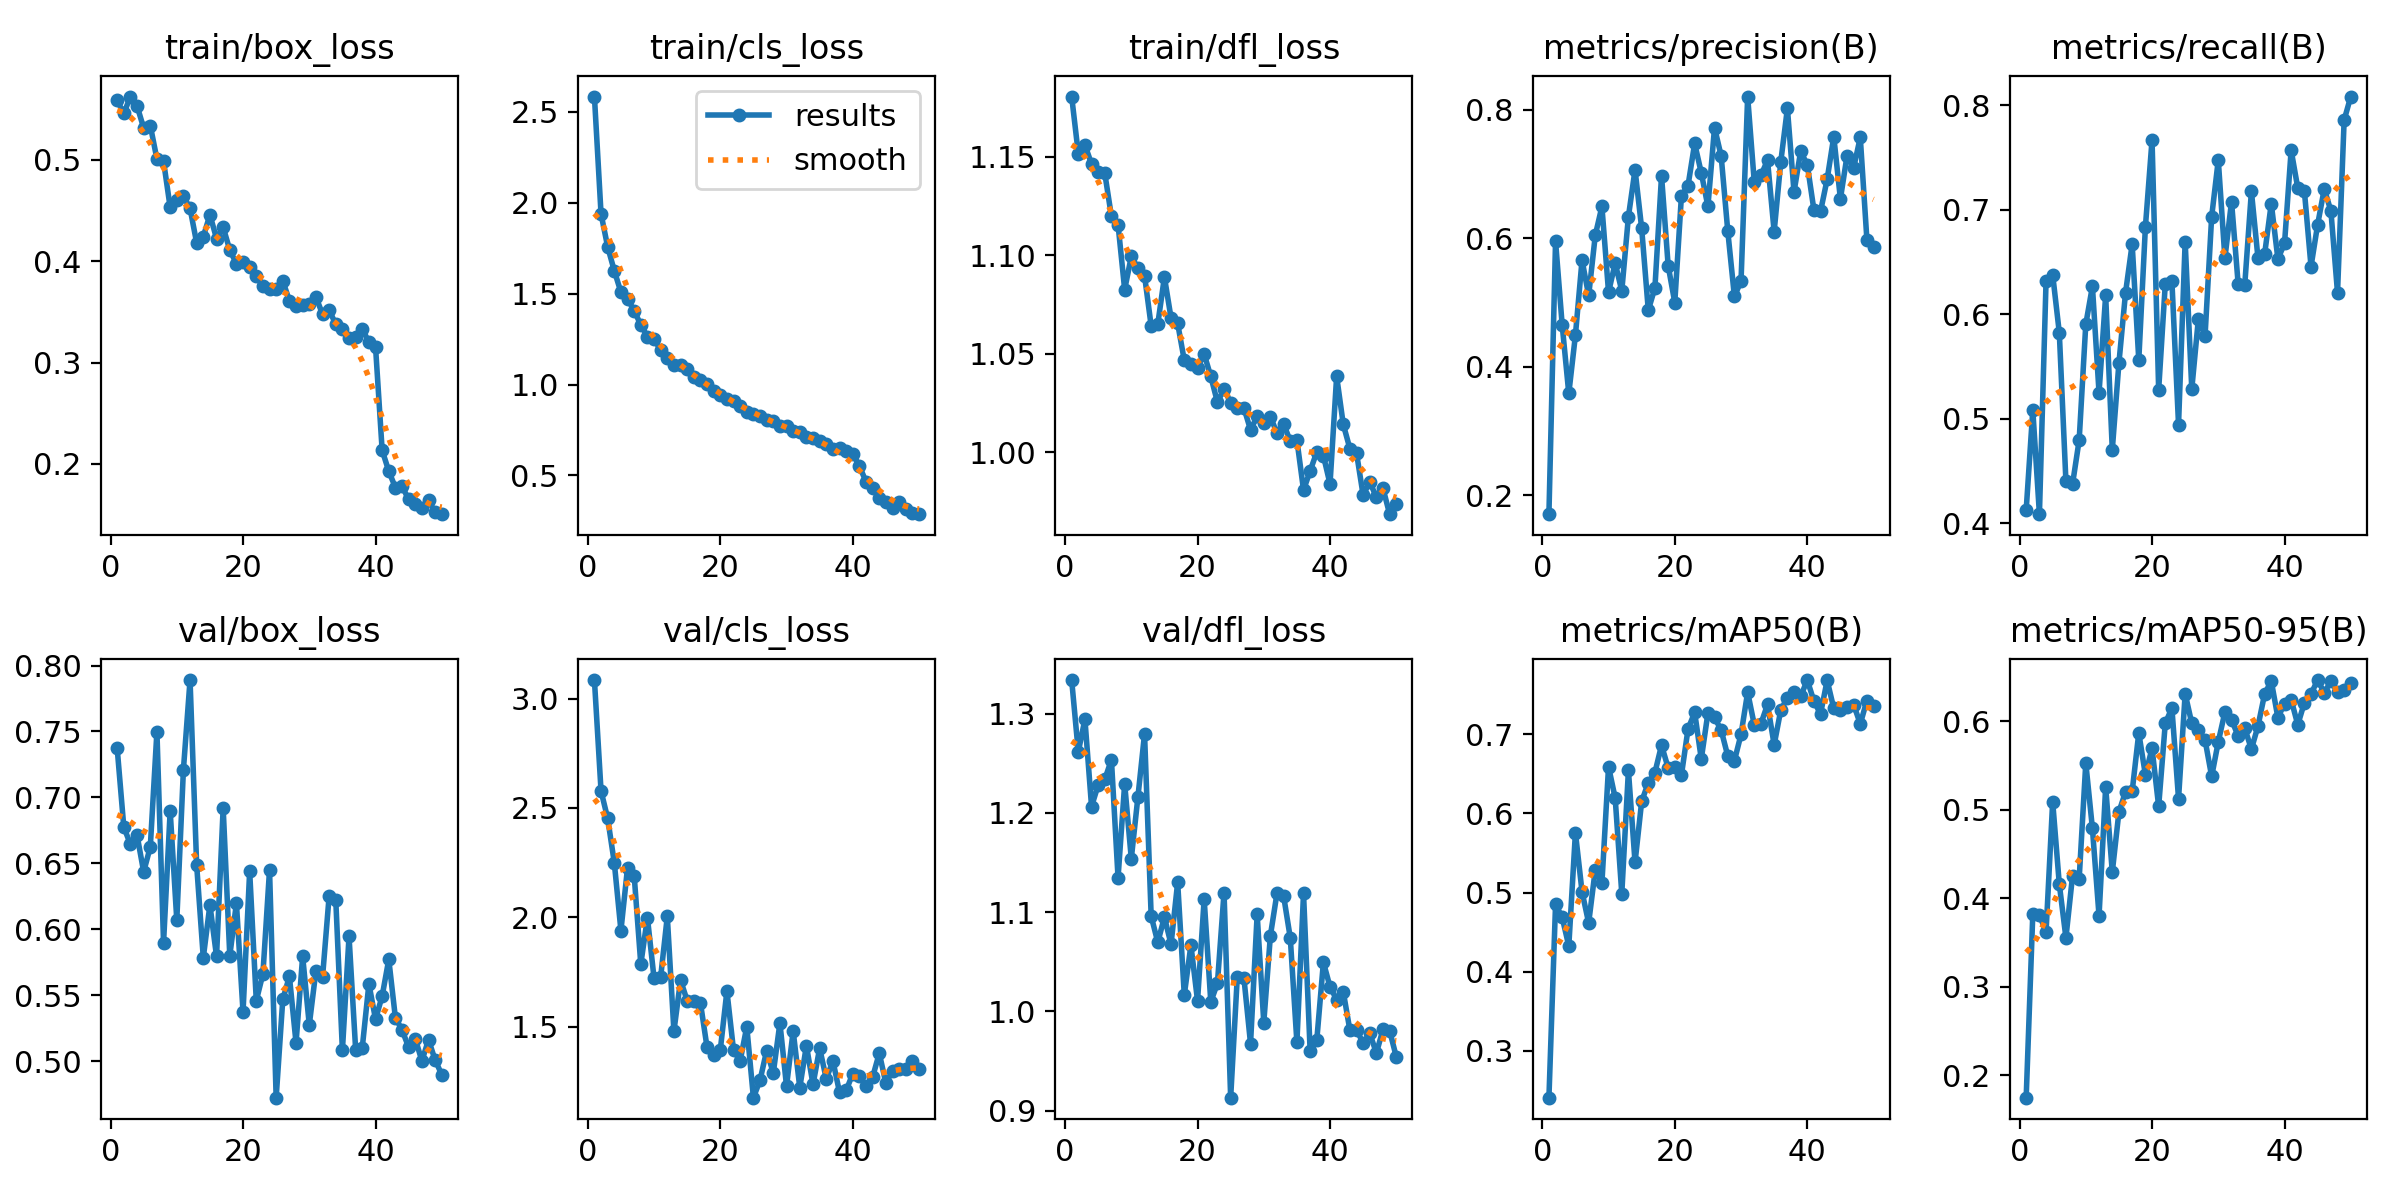 train/box_loss
0.5
0.4
0.3
0.2
0 20 40
train/cls_loss
results
smooth
2.5
2.0
1.5
1.0
0.5
0 20 40
train/dfl_loss
1.15
1.10
1.05
1.00
0 20 40
metrics/precision(B)
0.8
0.6
0.4
0.2
0 20 40
metrics/recall(B)
0.8
0.7
0.6
0.5
0.4
0 20 40
val/box_loss
0.80
0.75
0.70
0.65
0.60
0.55
0.50
0 20 40
val/cls_loss
3.0
2.5
2.0
1.5
0 20 40
val/dfl_loss
1.3
1.2
1.1
1.0
0.9
0 20 40
metrics/mAP50(B)
0.7
0.6
0.5
0.4
0.3
0 20 40
metrics/mAP50-95(B)
0.6
0.5
0.4
0.3
0.2
0 20 40